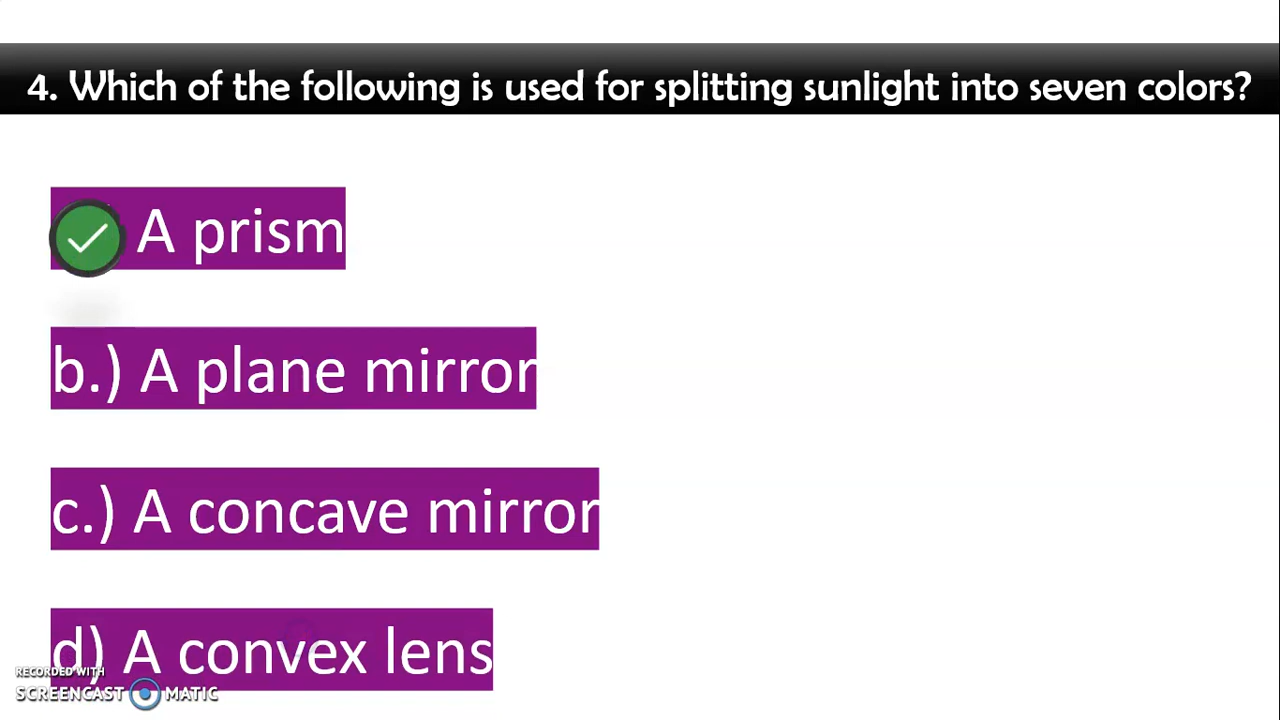 4. Which of the following is used for splitting sunlight into seven colors?
A prism
b.) A plane mirror
c.) A concave mirror
d) A convex lens
RECORDED WITH
SCREENCAST MATIC